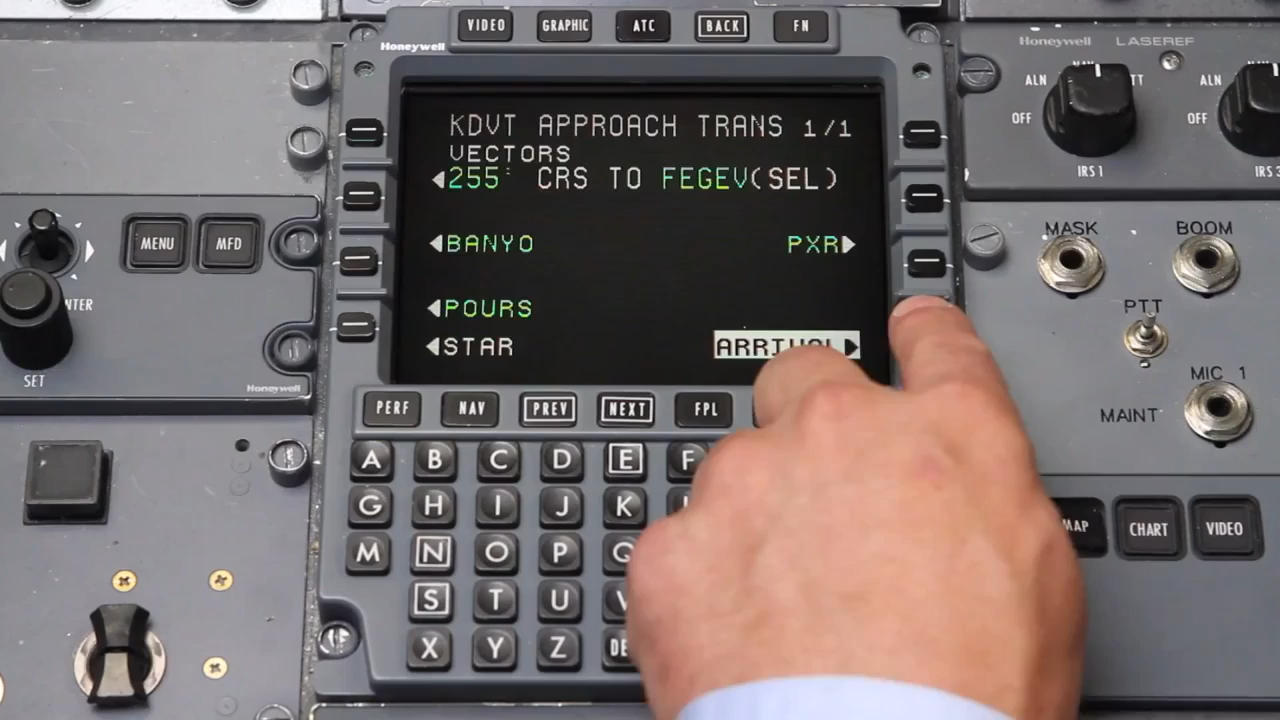 VIDEO GRAPHIC ATC BACK FN
Honeywell
KDVT APPROACH TRANS 1/1
VECTORS
255° CRS TO FEGEV(SEL)
BANYO PXR
POURS
STAR ARRIVAL
PERF NAV PREV NEXT FPL
A B C D E F
G H I J K
M N O P Q
S T U V
X Y Z
MENU MFD
SET
Honeywell
Honeywell LASEREF
ALN
OFF
IRS 1
ALN
OFF
MASK BOOM
PTT
MIC 1
MAINT
MAP CHART VIDEO